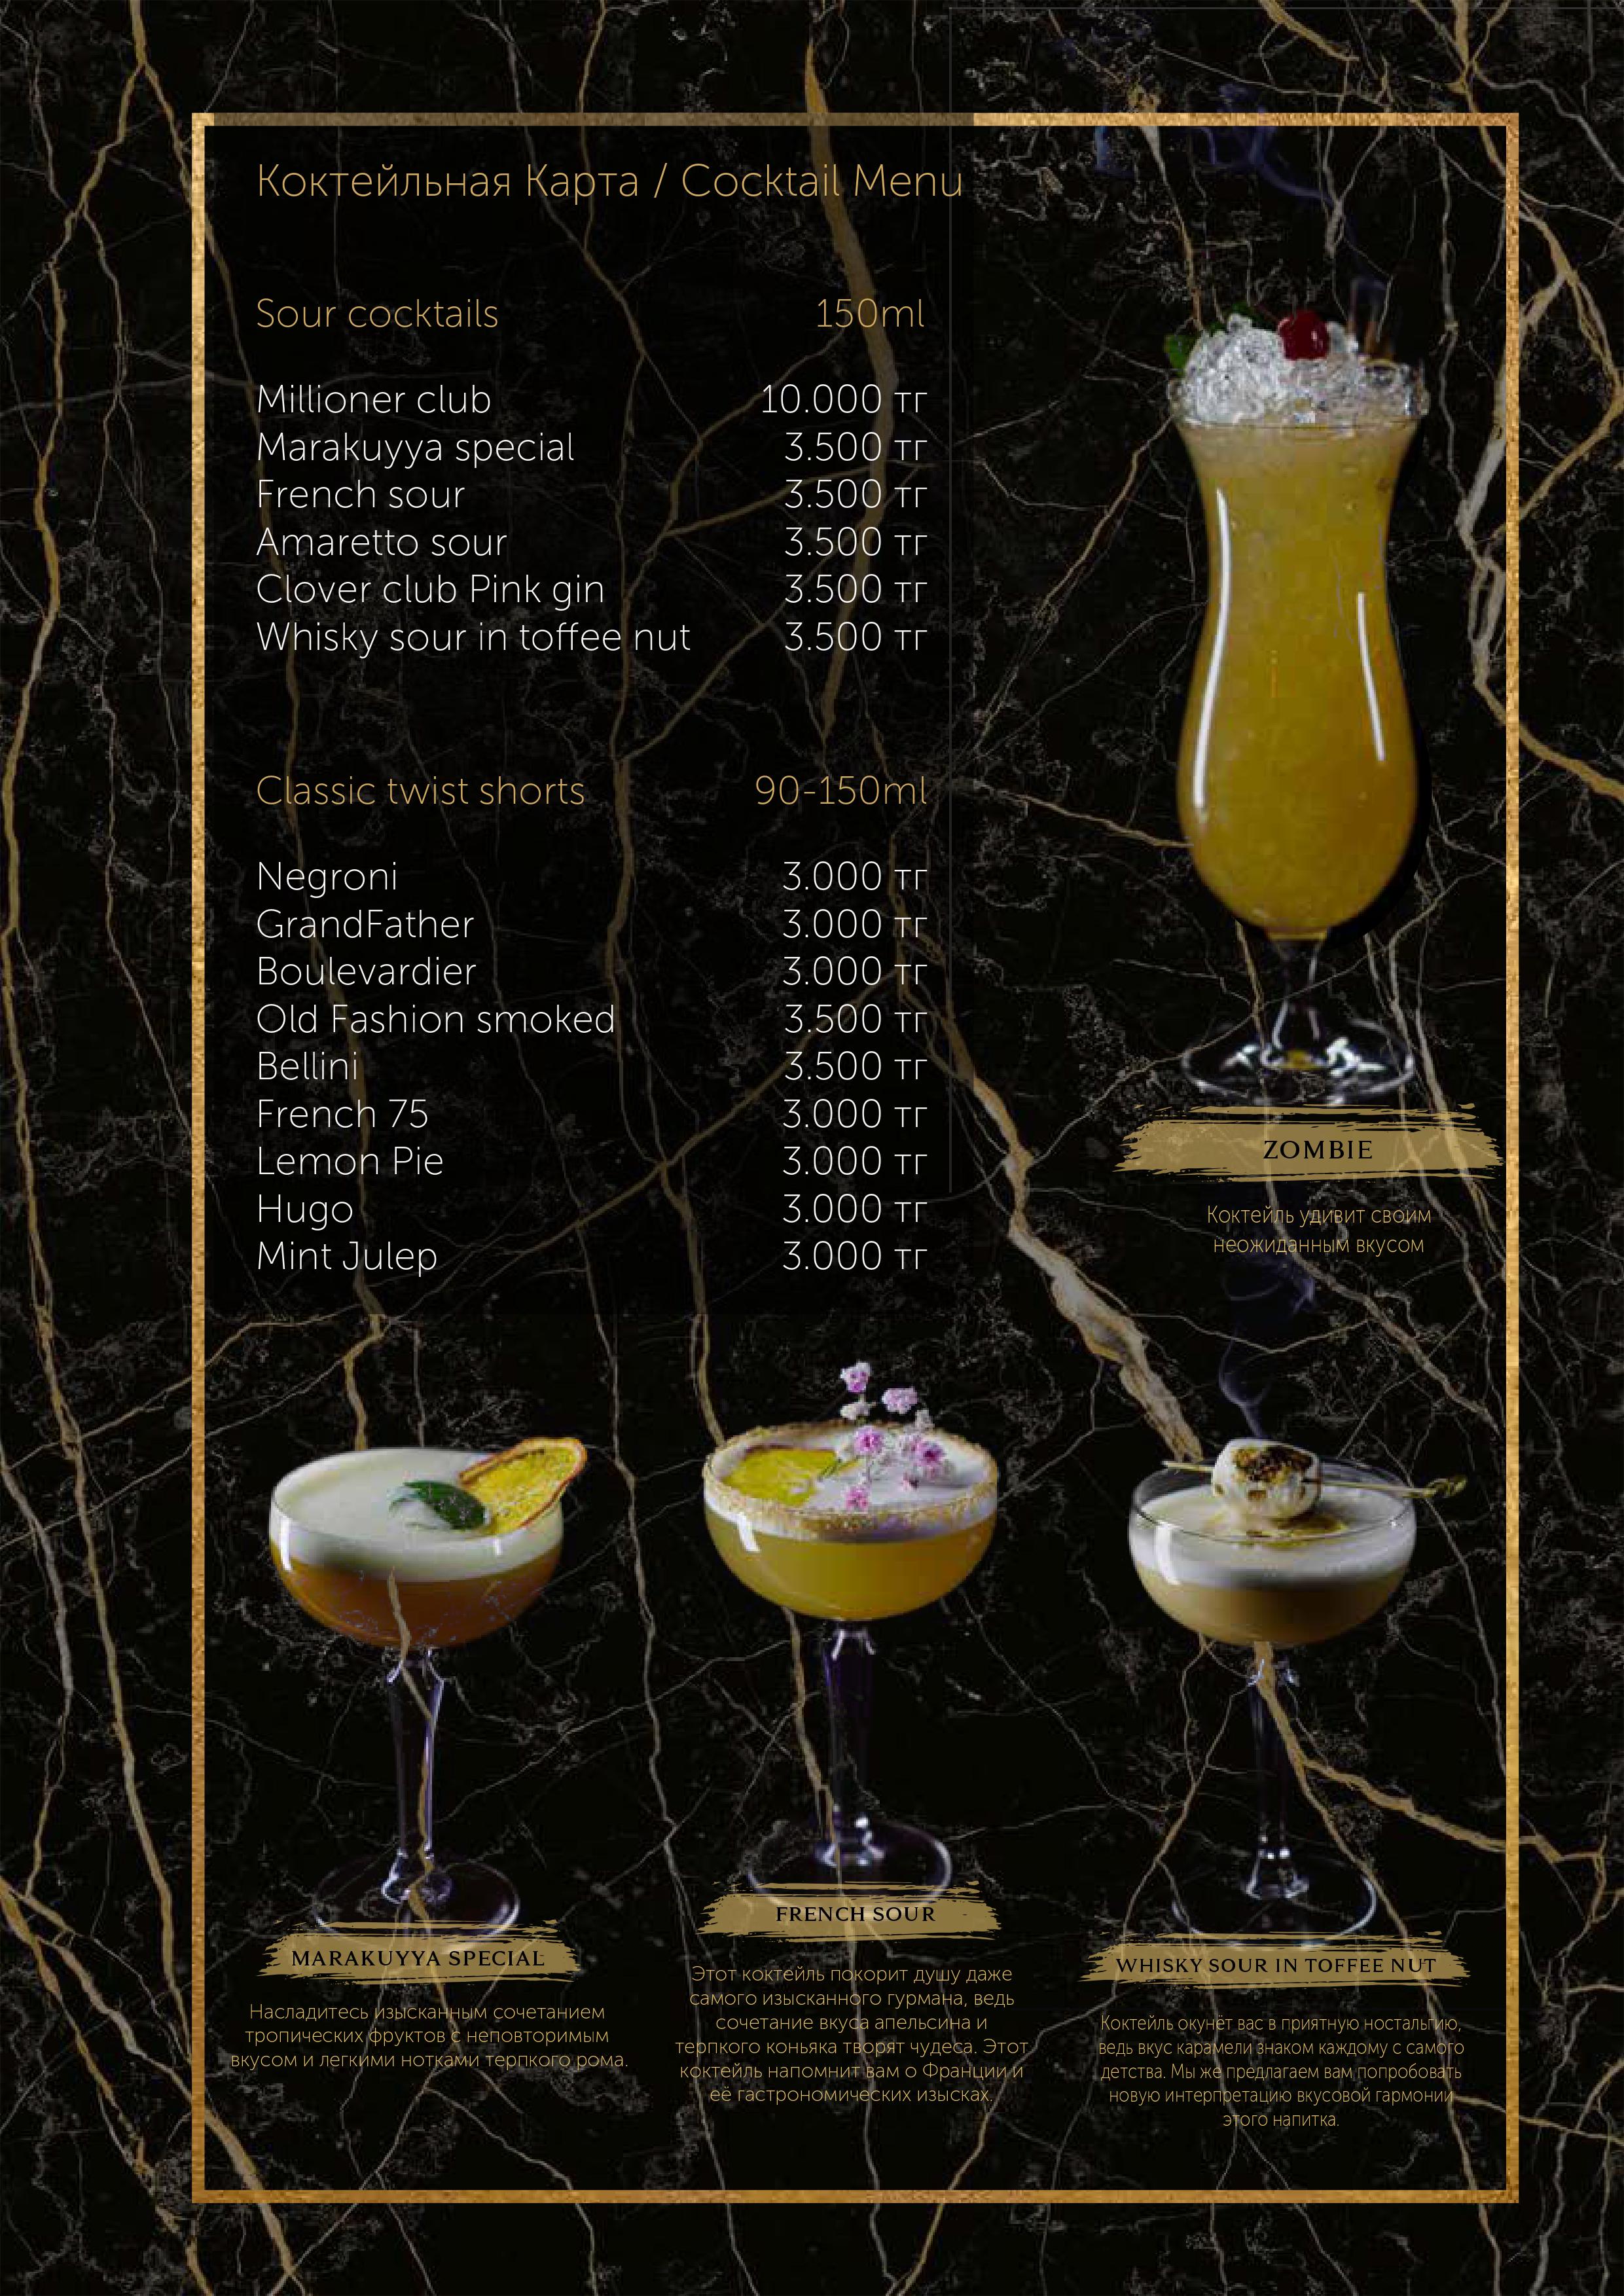 Коктейльная Карта / Cocktail Menu
Sour cocktails 150ml
Millioner club 10.000 тг
Marakuyya special 3.500 тг
French sour 3.500 тг
Amaretto sour 3.500 тг
Clover club Pink gin 3.500 тг
Whisky sour in toffee nut 3.500 тг
Classic twist shorts 90-150ml
Negroni 3.000 тг
GrandFather 3.000 тг
Boulevardier 3.000 тг
Old Fashion smoked 3.500 тг
Bellini 3.500 тг
French 75 3.000 тг
Lemon Pie 3.000 тг
Hugo 3.000 тг
Mint Julep 3.000 тг
ZOMBIE
Коктейль удивит своим
неожиданным вкусом
MARAKUYYA SPECIAL
Насладитесь изысканным сочетанием
тропических фруктов с неповторимым
вкусом и легкими нотками терпкого рома.
FRENCH SOUR
Этот коктейль покорит душу даже
самого изысканного гурмана, ведь
сочетание вкуса апельсина и
терпкого коньяка творят чудеса. Этот
коктейль напомнит вам о Франции и
её гастрономических изысках.
WHISKY SOUR IN TOFFEE NUT
Коктейль окунёт вас в приятную ностальгию,
ведь вкус карамели знаком каждому с самого
детства. Мы же предлагаем вам попробовать
новую интерпретацию вкусовой гармонии
этого напитка.